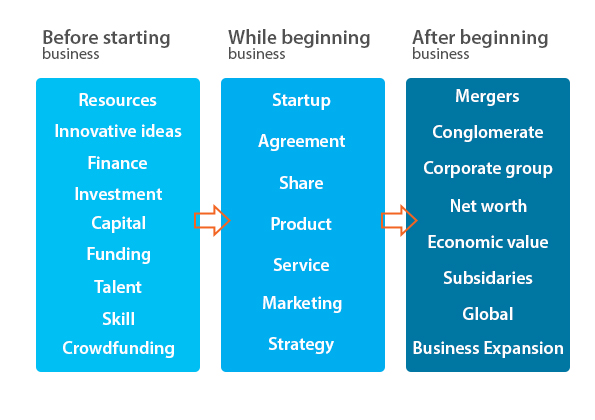 Before starting
business
Resources
Innovative ideas
Finance
Investment
Capital
Funding
Talent
Skill
Crowdfunding
While beginning
business
Startup
Agreement
Share
Product
Service
Marketing
Strategy
After beginning
business
Mergers
Conglomerate
Corporate group
Net worth
Economic value
Subsidaries
Global
Business Expansion